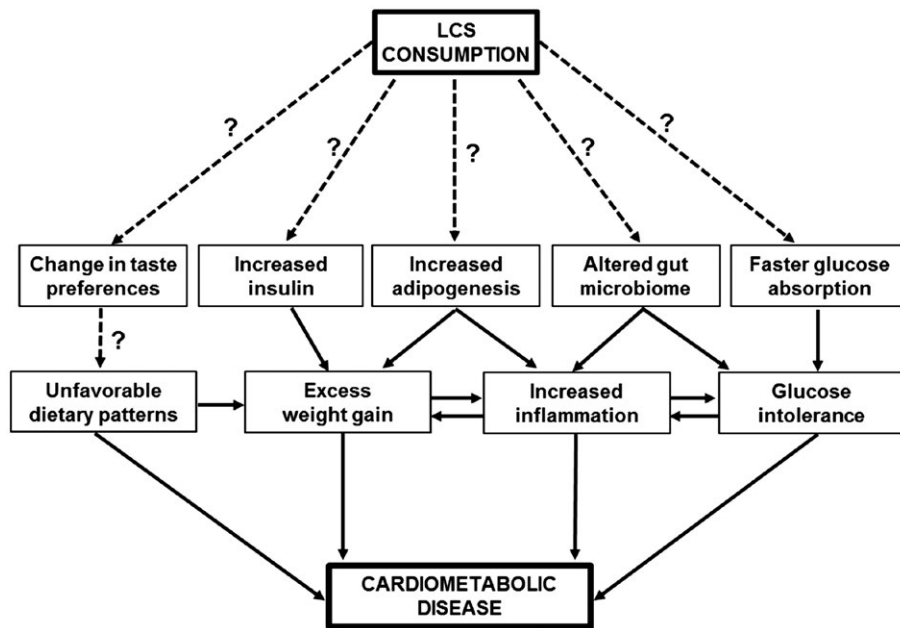 LCS
CONSUMPTION
?
?
?
?
?
Change in taste
preferences
Increased
insulin
Increased
adipogenesis
Altered gut
microbiome
Faster glucose
absorption
?
Unfavorable
dietary patterns
Excess
weight gain
Increased
inflammation
Glucose
intolerance
CARDIOMETABOLIC
DISEASE